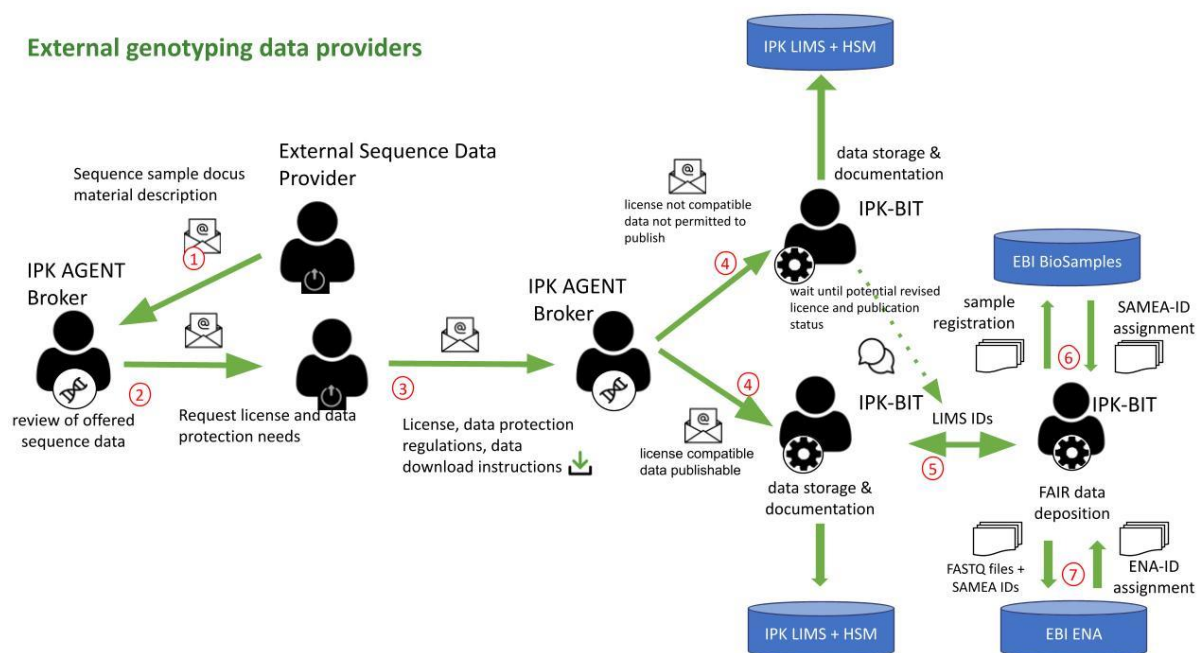 External genotyping data providers
IPK LIMS + HSM
External Sequence Data
Provider
Sequence sample docus
material description
@
1
IPK AGENT
Broker
@
2
review of offered
sequence data
Request license and data
protection needs
@
3
License, data protection
regulations, data
download instructions
IPK AGENT
Broker
@
license not compatible
data not permitted to
publish
4
data storage &
documentation
IPK-BIT
wait until potential revised
licence and publication
status
4
@
license compatible
data publishable
IPK-BIT
data storage &
documentation
IPK LIMS + HSM
LIMS IDs
5
EBI BioSamples
sample
registration
6
SAMEA-ID
assignment
IPK-BIT
FAIR data
deposition
FASTQ files +
SAMEA IDs
7
ENA-ID
assignment
EBI ENA